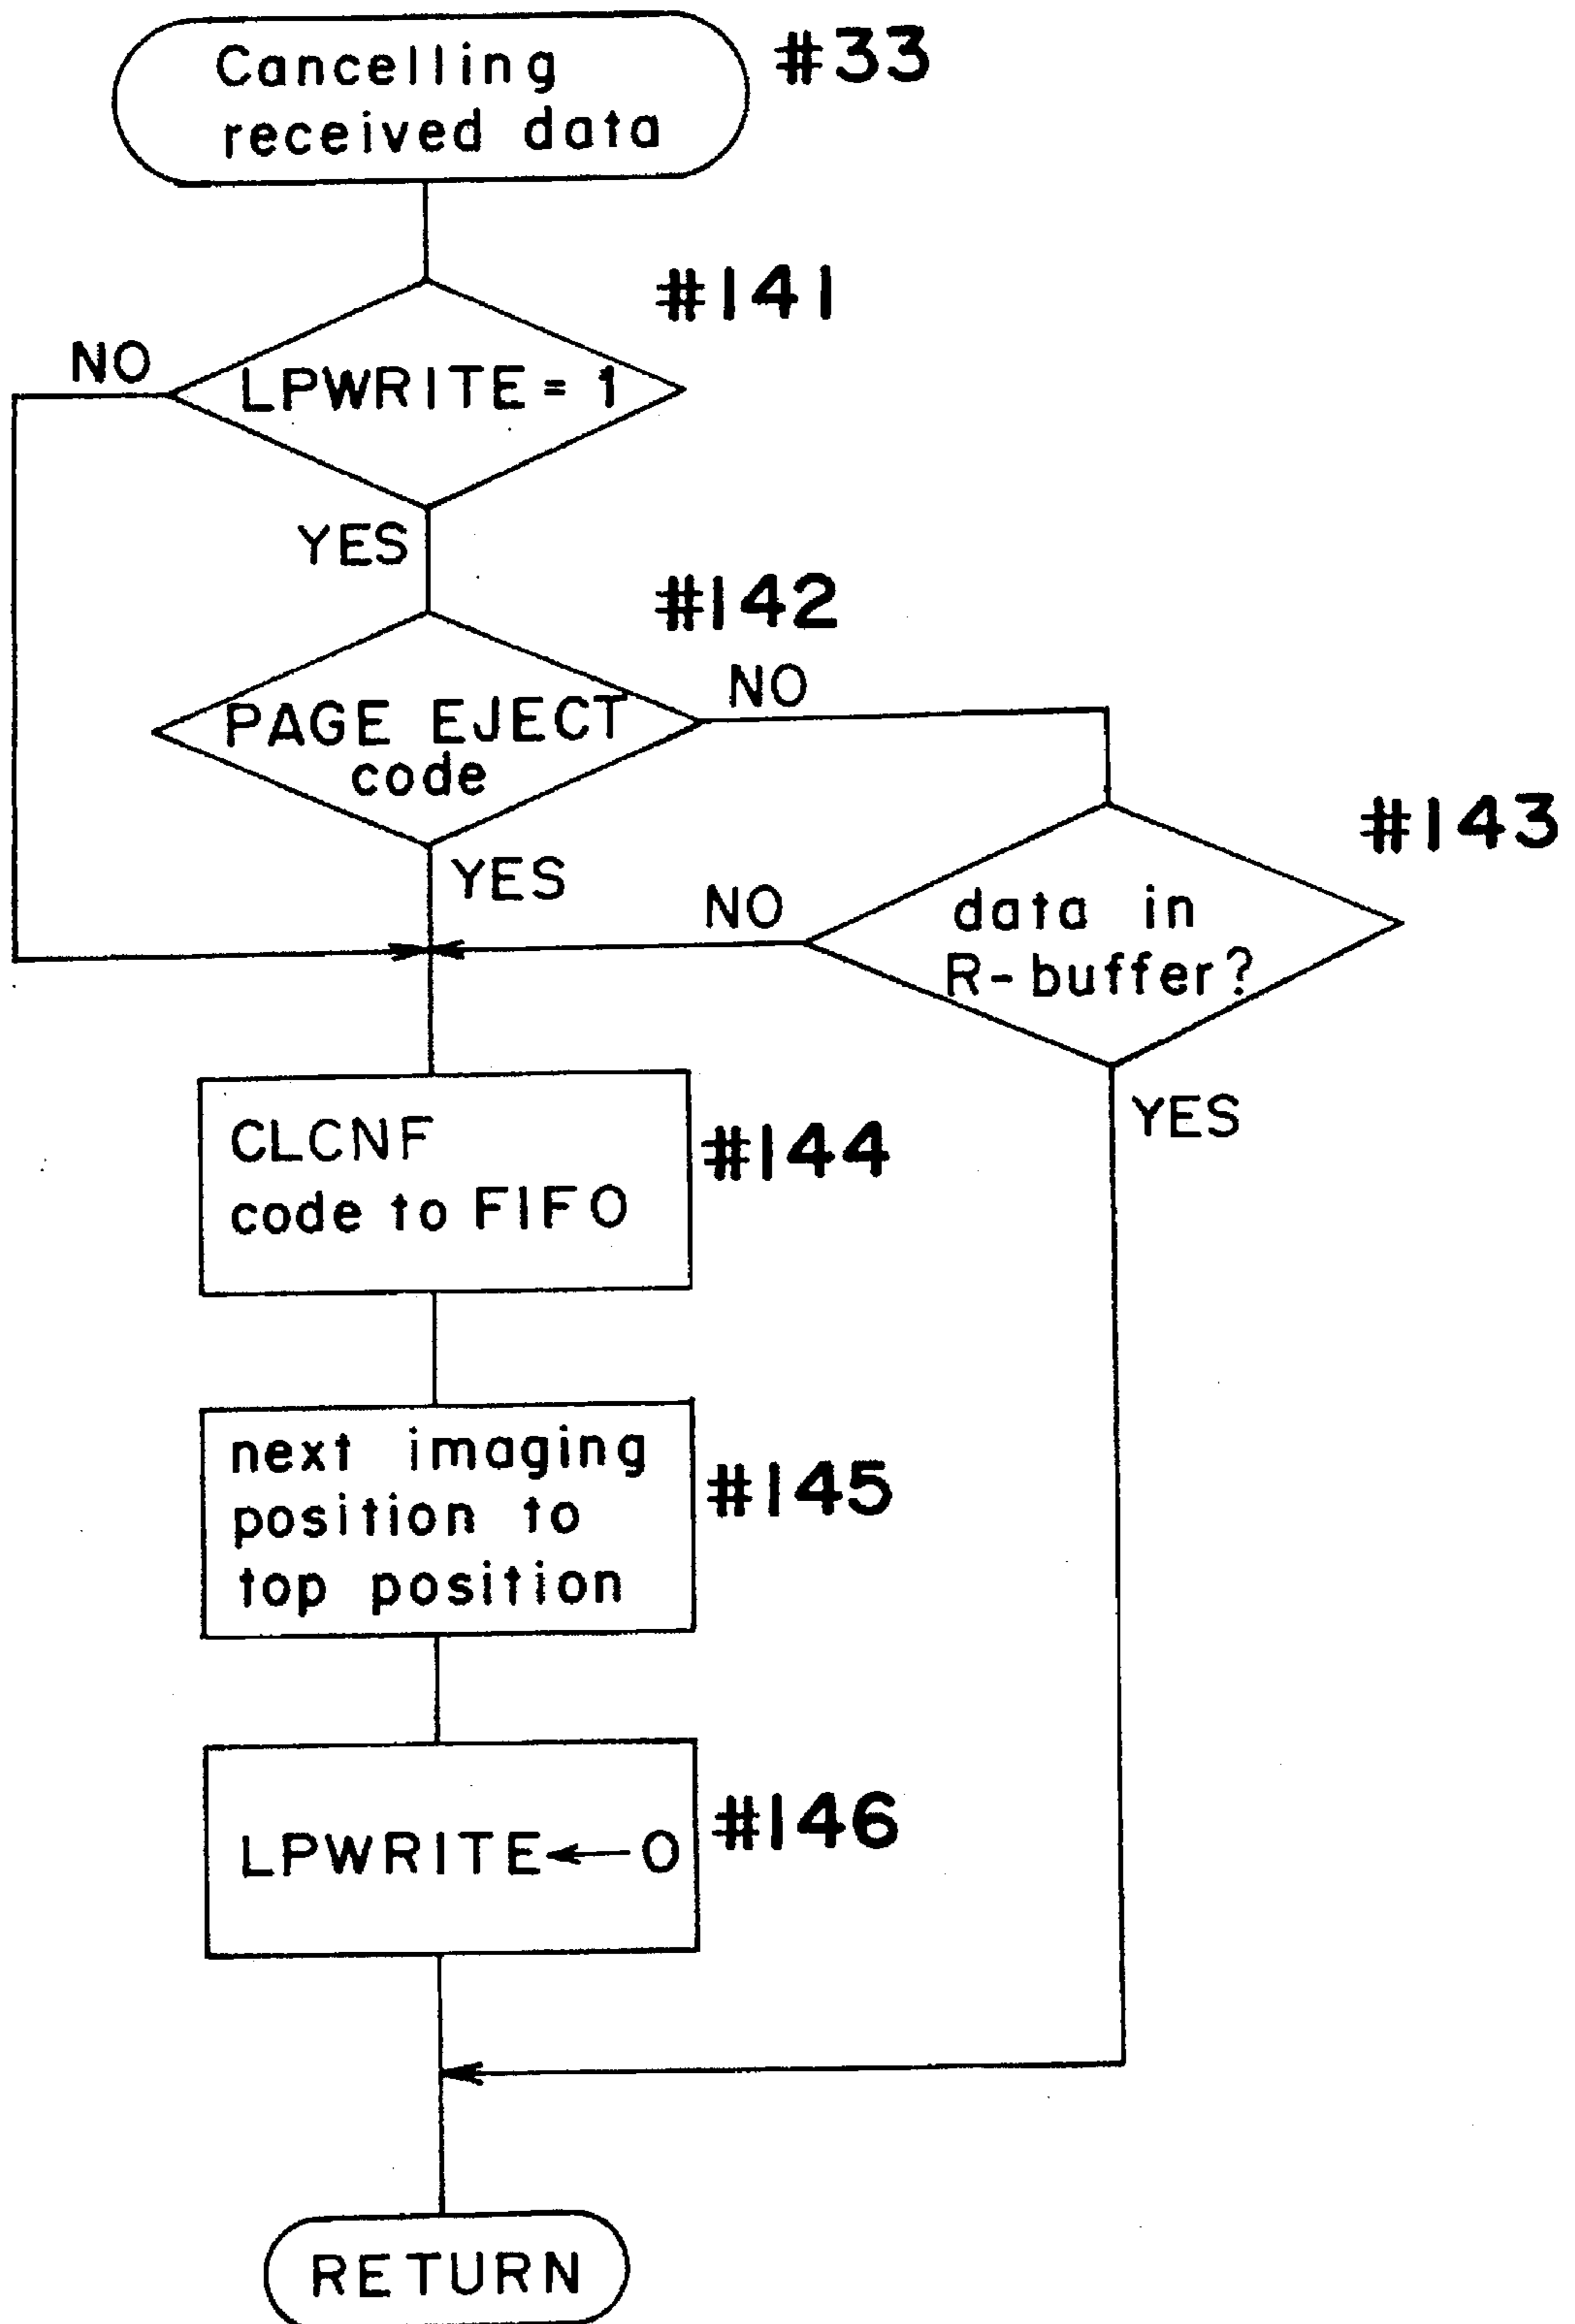 Cancelling
received data
#33
#141
NO
LPWRITE = 1
YES
#142
NO
PAGE EJECT
code
#143
YES
NO
data in
R-buffer?
YES
CLCNF
code to FIFO
#144
next imaging
position to
top position
#145
LPWRITE←0
#146
RETURN